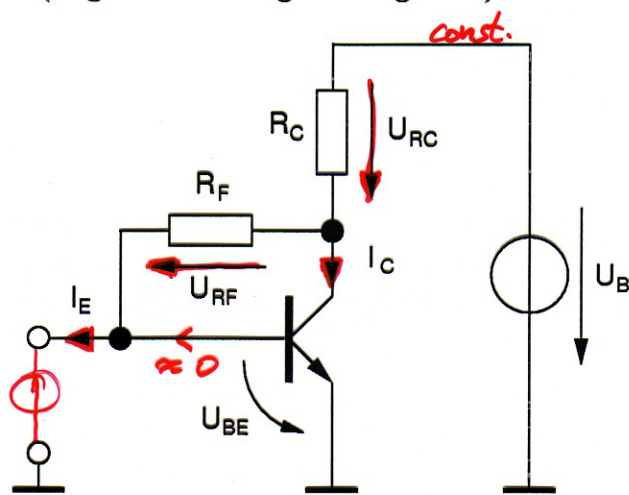 const.
R_C
U_RC
R_F
U_RF
I_C
U_B
I_E
≈0
U_BE